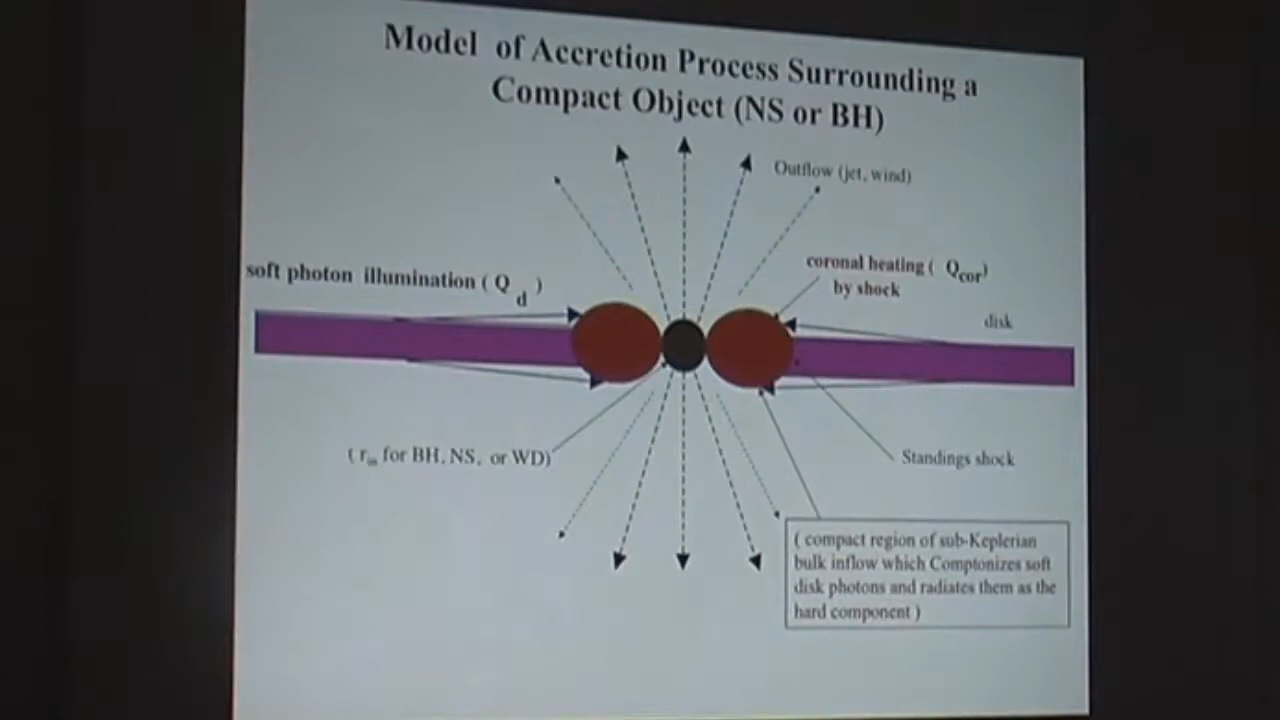 Model of Accretion Process Surrounding a
Compact Object (NS or BH)
Outflow (jet, wind)
soft photon illumination ( Q d )
coronal heating ( Qcor)
by shock
disk
( rin for BH, NS, or WD)
Standings shock
( compact region of sub-Keplerian
bulk inflow which Comptonizes soft
disk photons and radiates them as the
hard component )